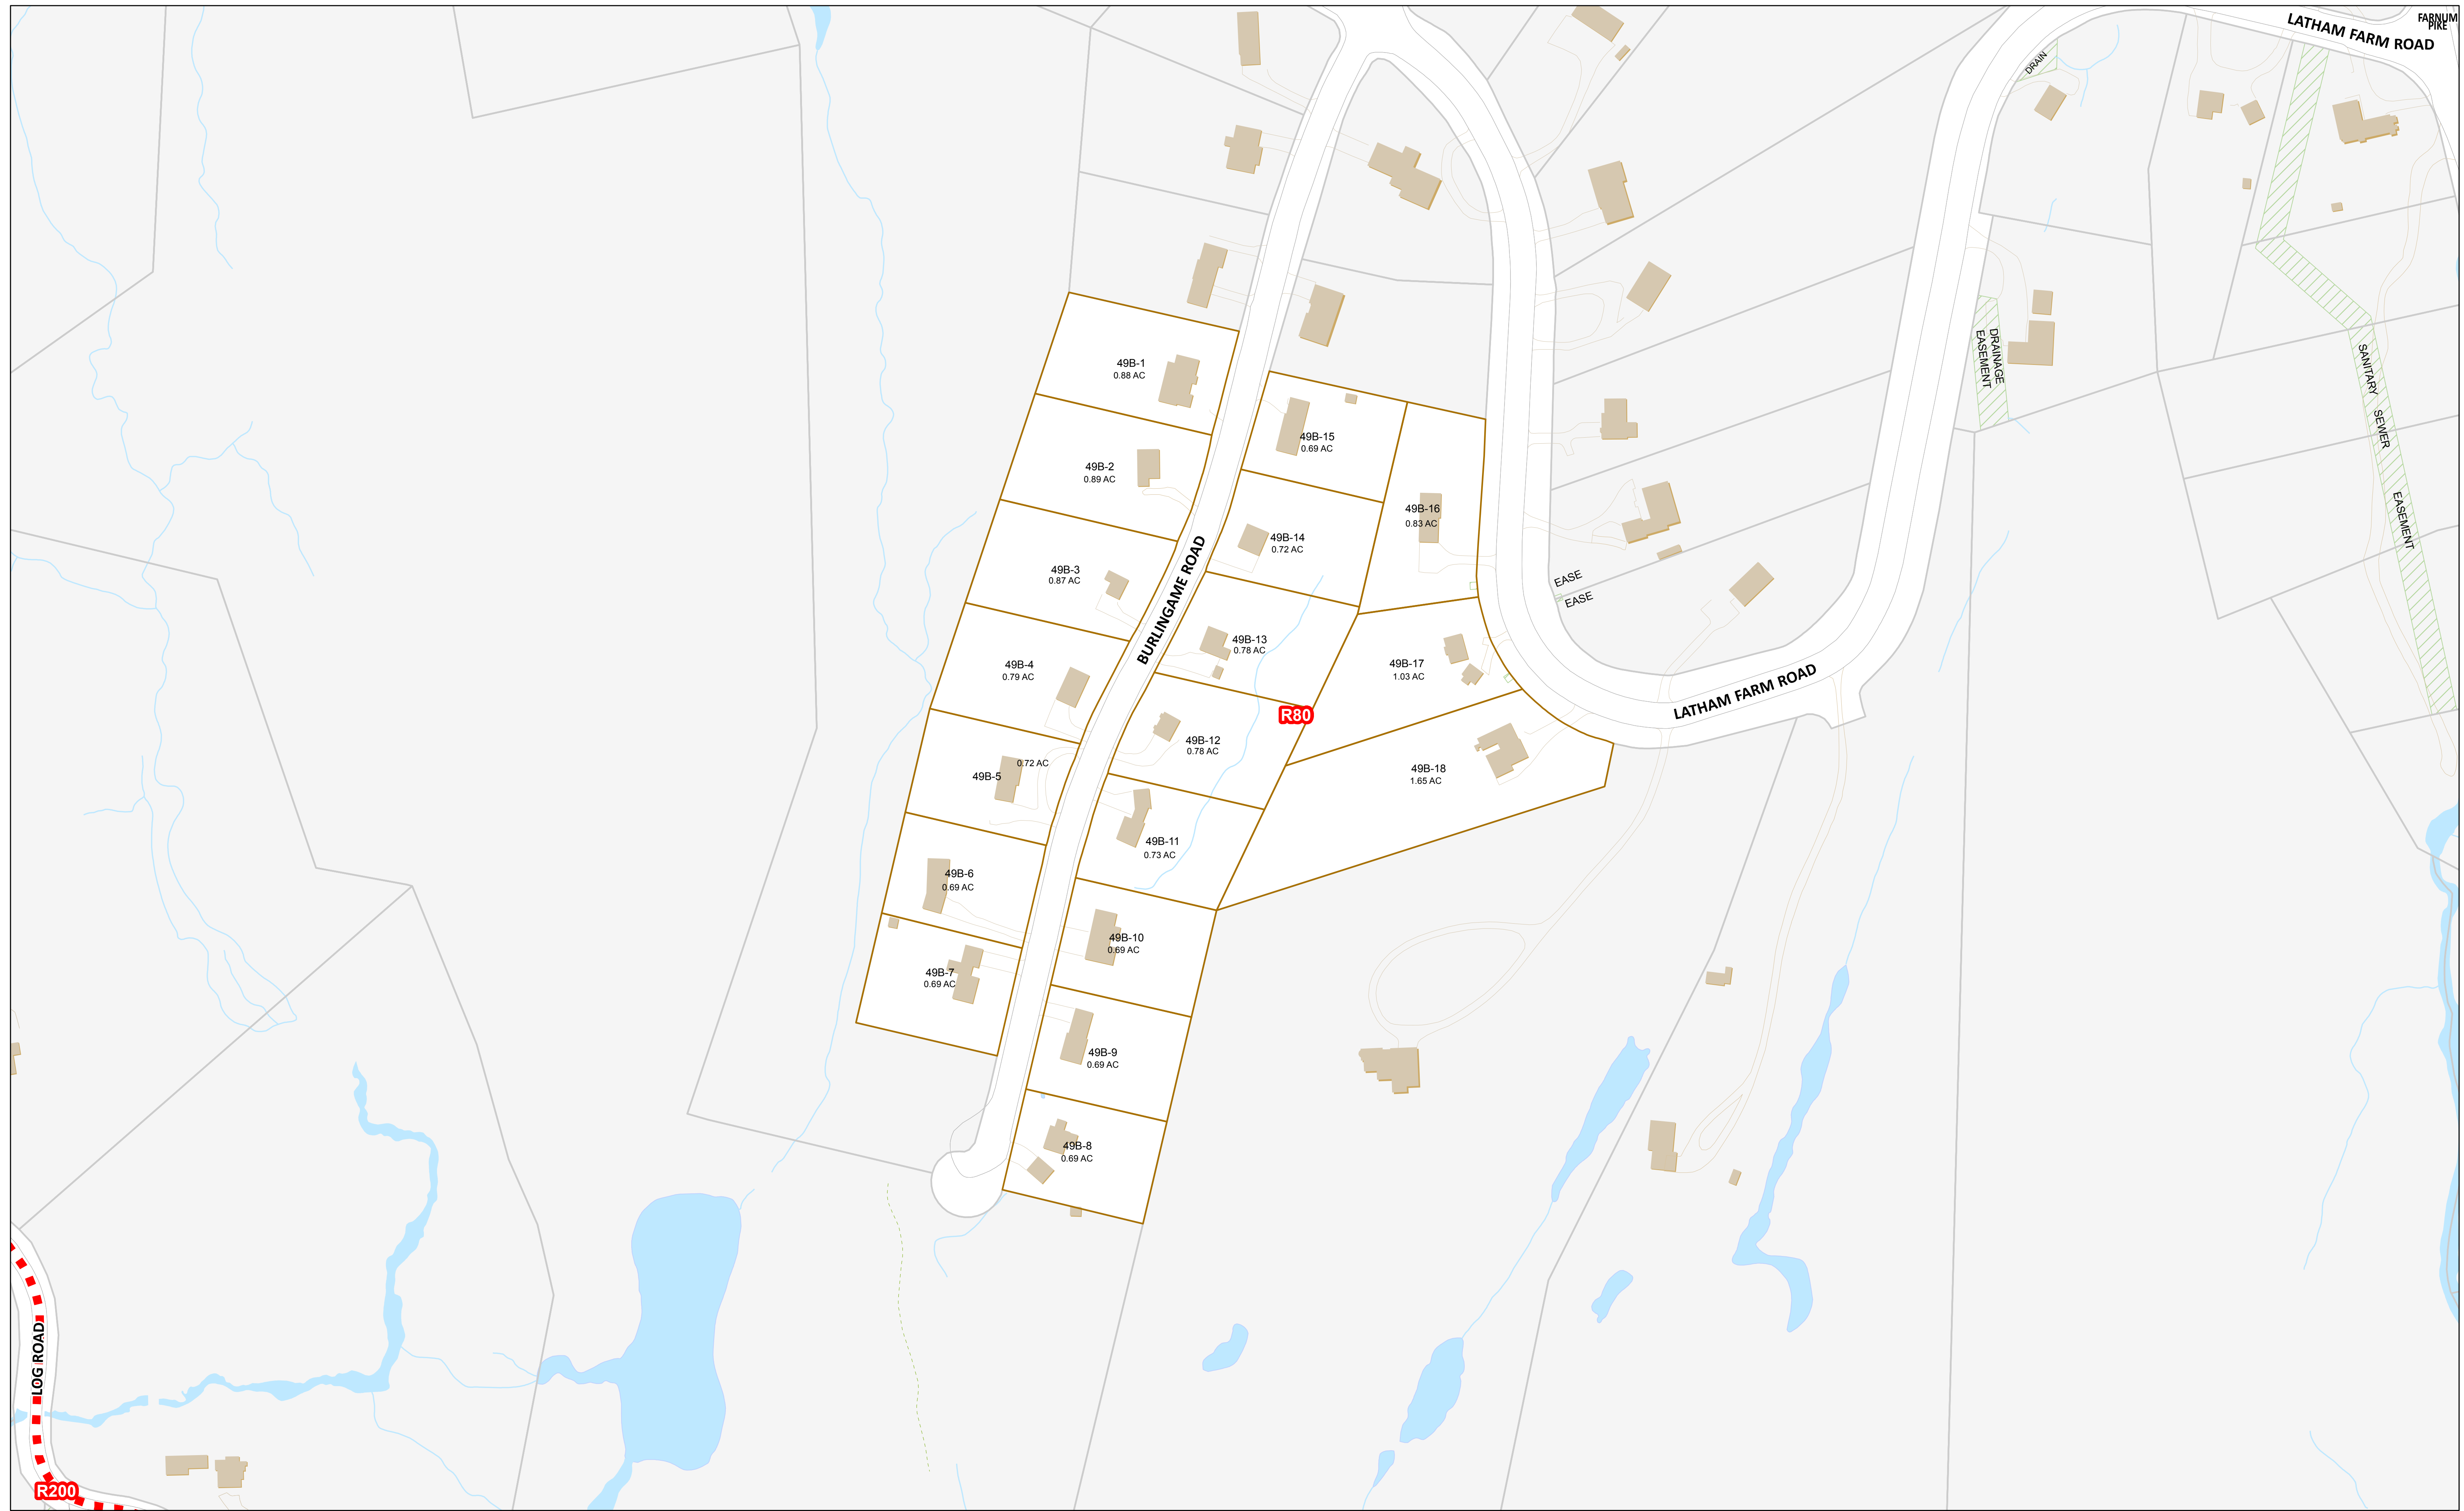 LATHAM FARM ROAD
FARNUM
PIKE
DRAIN
49B-1
0.88 AC
DRAINAGE
EASEMENT
SANITARY SEWER EASEMENT
49B-15
0.69 AC
49B-2
0.89 AC
49B-16
0.83 AC
49B-14
0.72 AC
49B-3
0.87 AC
BURLINGAME ROAD
EASE
EASE
49B-13
0.78 AC
49B-4
0.79 AC
49B-17
1.03 AC
LATHAM FARM ROAD
R80
49B-12
0.78 AC
49B-5
0.72 AC
49B-18
1.65 AC
49B-11
0.73 AC
49B-6
0.69 AC
49B-10
0.69 AC
49B-7
0.69 AC
49B-9
0.69 AC
49B-8
0.69 AC
LOG ROAD
R200